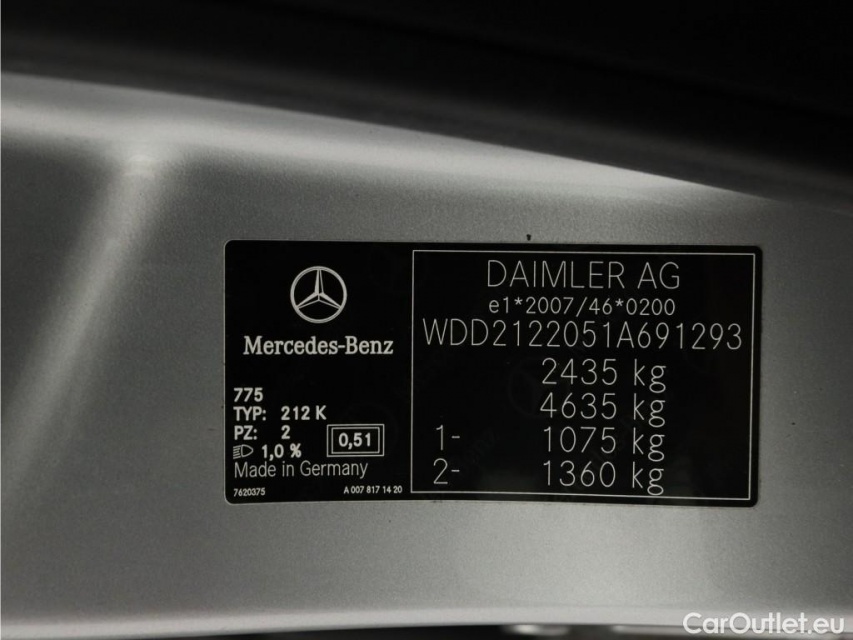 Mercedes-Benz
775
TYP: 212 K
PZ: 2
0,51
1,0 %
Made in Germany
7620375
A 007 817 14 20
DAIMLER AG
e1*2007/46*0200
WDD2122051A691293
2435 kg
4635 kg
1- 1075 kg
2- 1360 kg
CarOutlet.eu